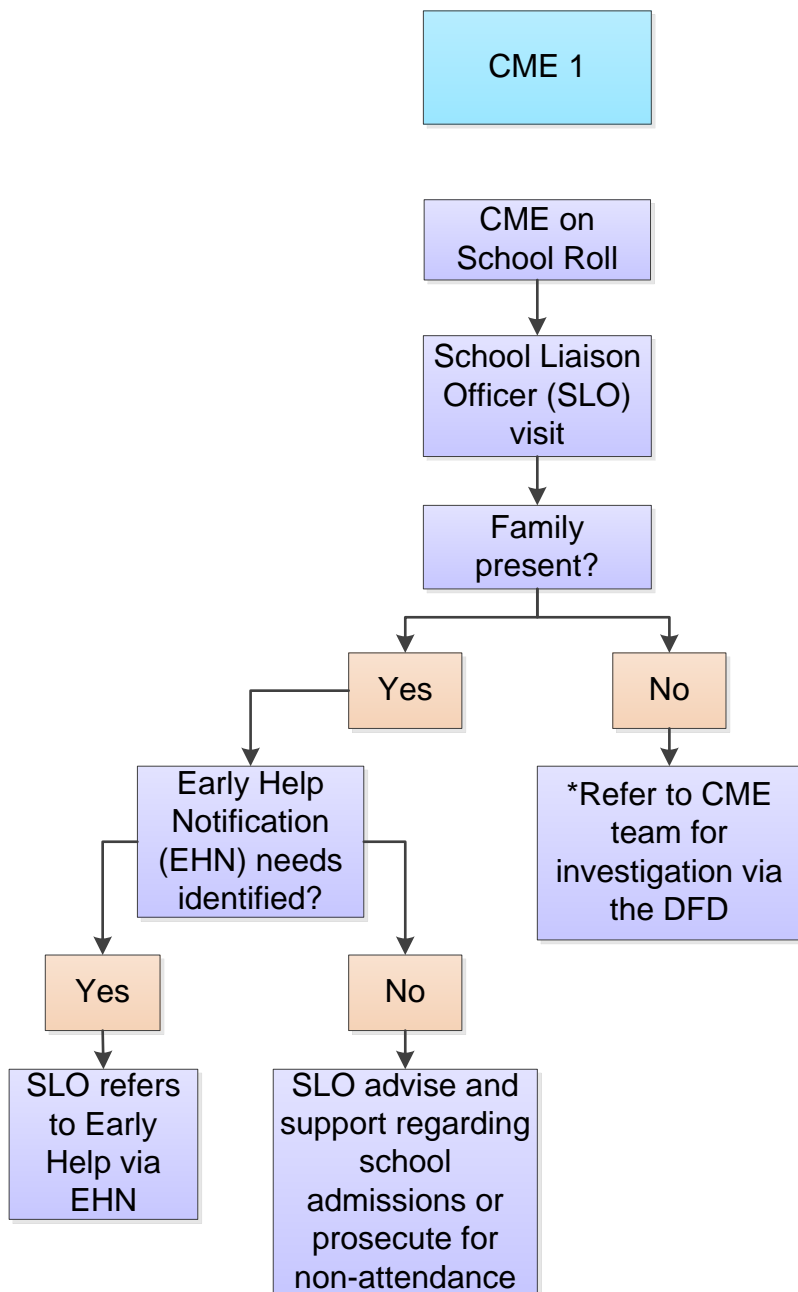 CME 1
CME on
School Roll
School Liaison
Officer (SLO)
visit
Family
present?
Yes
No
Early Help
Notification
(EHN) needs
identified?
*Refer to CME
team for
investigation via
the DFD
Yes
No
SLO refers
to Early
Help via
EHN
SLO advise and
support regarding
school
admissions or
prosecute for
non-attendance